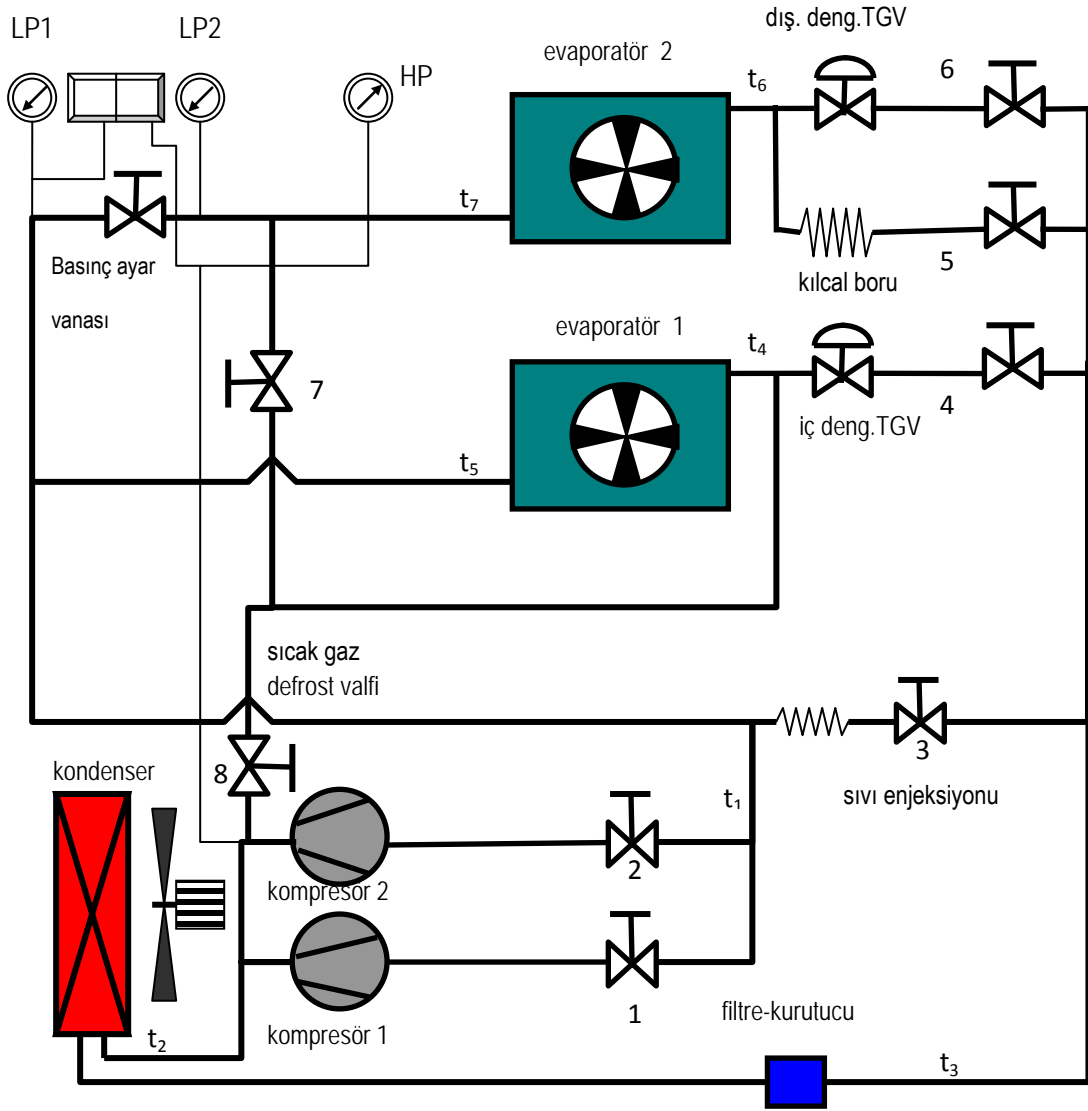 LP1
LP2
HP
dış. deng.TGV
evaporatör 2
t₆
6
t₇
5
Basınç ayar
vanası
kılcal boru
evaporatör 1
t₄
7
4
iç deng.TGV
t₅
sıcak gaz
defrost valfi
8
kondenser
3
t₁
sıvı enjeksiyonu
2
kompresör 2
1
filtre-kurutucu
kompresör 1
t₂
t₃